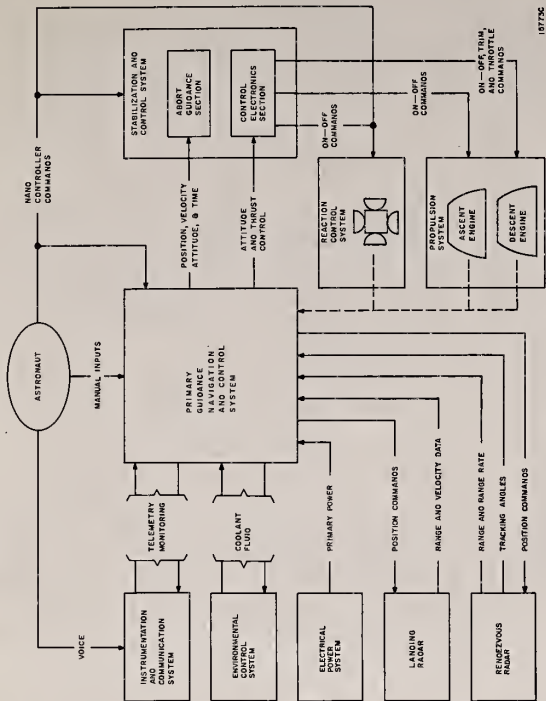 ASTRONAUT
VOICE
MANUAL INPUTS
NANO
CONTROLLER
COMMANDS
STABILIZATION AND
CONTROL SYSTEM
ABORT
GUIDANCE
SECTION
CONTROL
ELECTRONICS
SECTION
POSITION, VELOCITY
ATTITUDE, & TIME
ATTITUDE
AND THRUST
CONTROL
PRIMARY
GUIDANCE
NAVIGATION
AND CONTROL
SYSTEM
INSTRUMENTATION
AND
COMMUNICATION
SYSTEM
TELEMETRY
MONITORING
ENVIRONMENTAL
CONTROL
SYSTEM
COOLANT
FLUID
ELECTRICAL
POWER
SYSTEM
PRIMARY POWER
LANDING
RADAR
POSITION COMMANDS
RANGE AND VELOCITY DATA
RENDEZVOUS
RADAR
RANGE AND RANGE RATE
TRACKING ANGLES
POSITION COMMANDS
REACTION
CONTROL
SYSTEM
ON—OFF
COMMANDS
PROPULSION
SYSTEM
ASCENT
ENGINE
DESCENT
ENGINE
ON—OFF
COMMANDS
ON—OFF, TRIM,
AND THROTTLE
COMMANDS
15773C